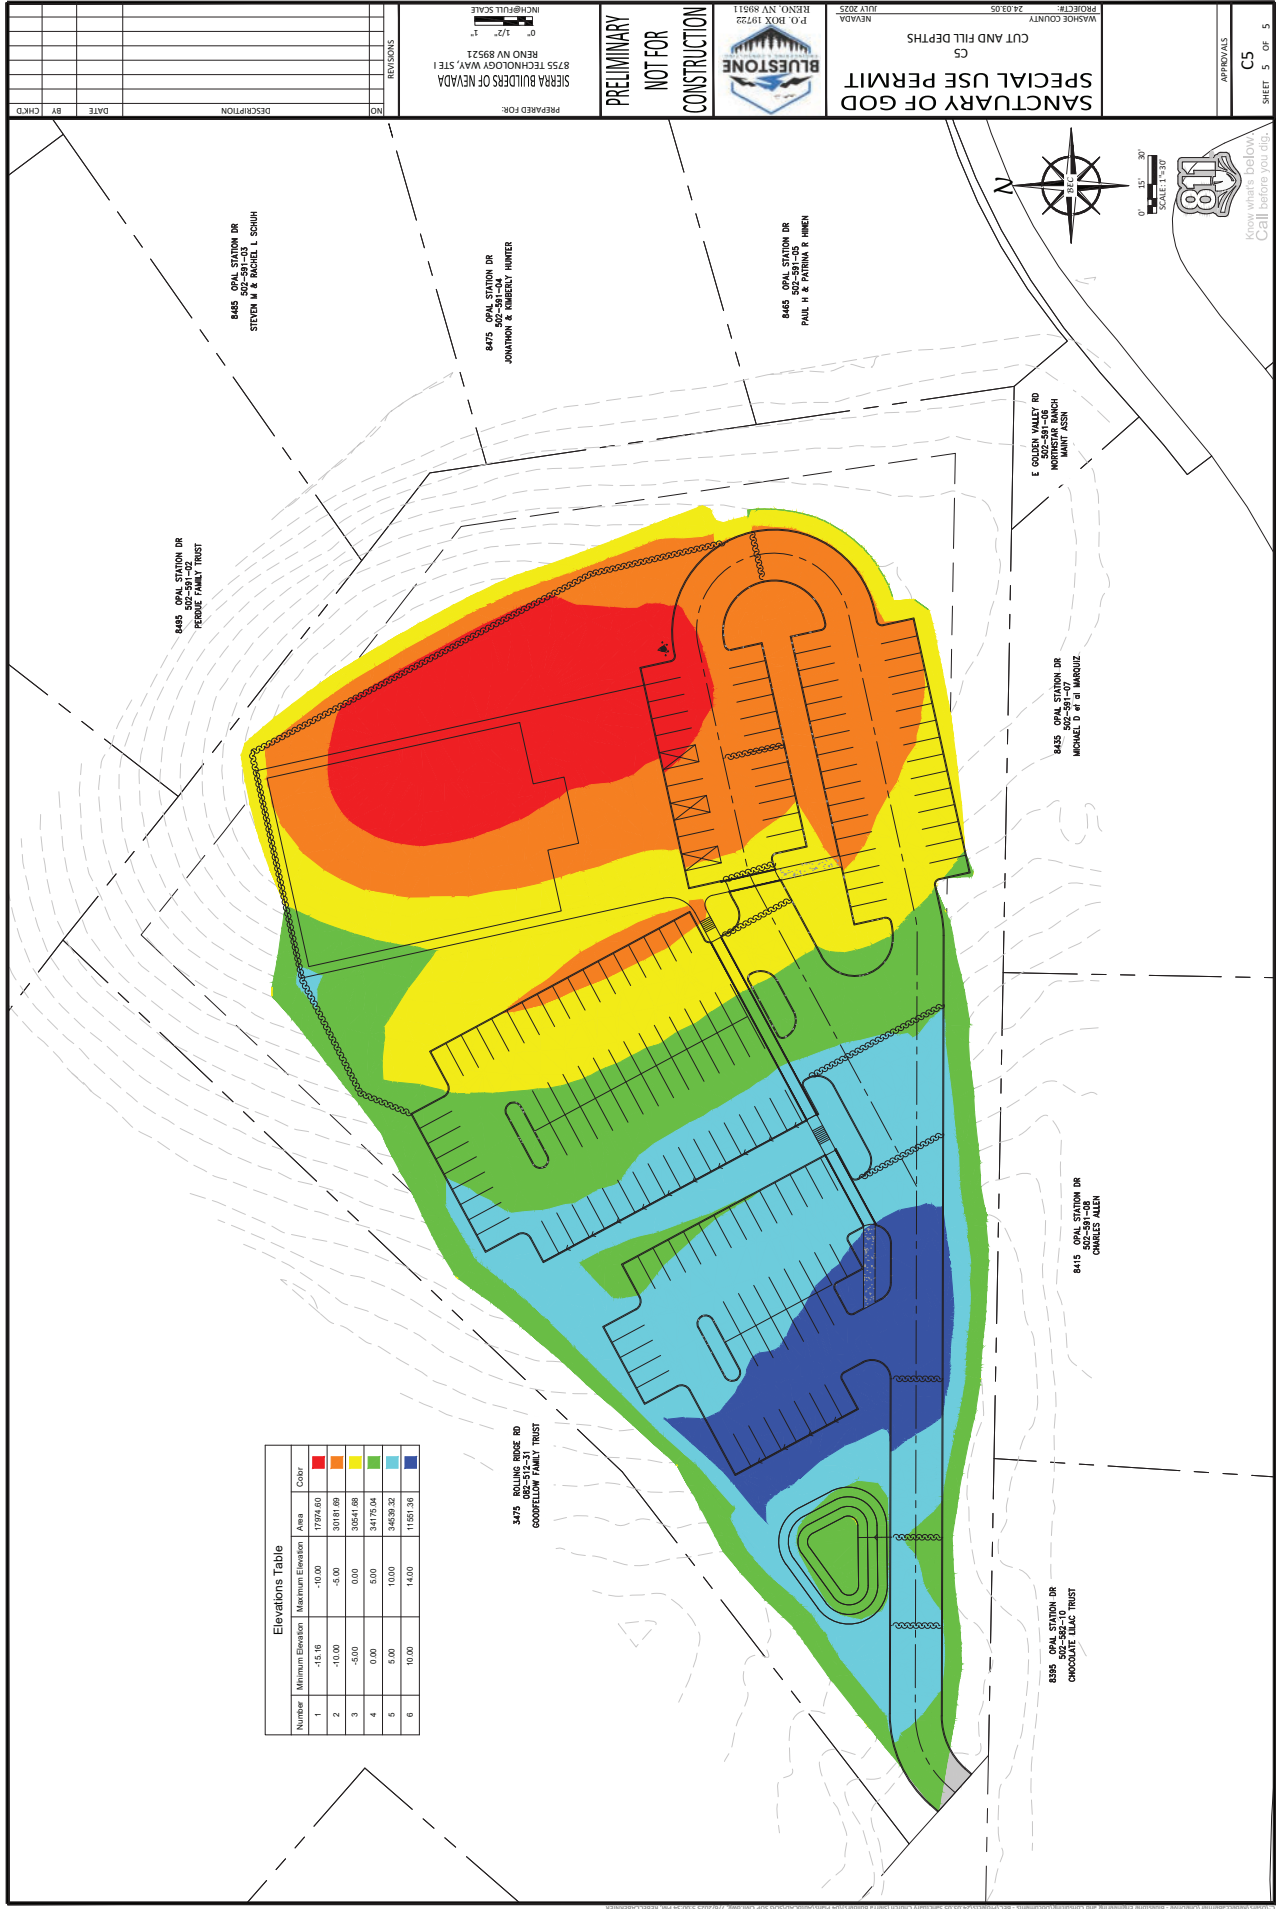 NO
DESCRIPTION
DATE
BY
CHK'D
REVISIONS
PREPARED FOR:
SIERRA BUILDERS OF NEVADA
8755 TECHNOLOGY WAY, STE I
RENO NV 89521
0" 1/2" 1"
INCH@FULL SCALE
PRELIMINARY
NOT FOR
CONSTRUCTION
BLUESTONE
P.O. BOX 19722
RENO, NV 89511
SANCTUARY OF GOD
SPECIAL USE PERMIT
C5
CUT AND FILL DEPTHS
WASHOE COUNTY NEVADA
PROJECT#: 24.03.05 JULY 2025
APPROVALS
C5
SHEET 5 OF 5
N
BEC
0' 15' 30'
SCALE: 1"=30'
811
Know what's below.
Call before you dig.
8485 OPAL STATION DR
502-591-03
STEVEN M & RACHEL L SCHUH
8475 OPAL STATION DR
502-591-04
JONATHON & KIMBERLY HUNTER
8465 OPAL STATION DR
502-591-05
PAUL H & PATRINA R HINEN
E GOLDEN VALLEY RD
502-591-06
NORTHSTAR RANCH
MAINT ASSN
8495 OPAL STATION DR
502-591-02
PERDUE FAMILY TRUST
8435 OPAL STATION DR
502-591-07
MICHAEL D et al MARQUIZ
8415 OPAL STATION DR
502-591-08
CHARLES ALLEN
3475 ROLLING RIDGE RD
082-512-31
GOODFELLOW FAMILY TRUST
8395 OPAL STATION DR
502-582-10
CHOCOLATE LILAC TRUST
Elevations Table
Number Minimum Elevation Maximum Elevation Area Color
1 -15.16 -10.00 17974.60
2 -10.00 -5.00 30181.69
3 -5.00 0.00 30541.68
4 0.00 5.00 34175.04
5 5.00 10.00 34539.32
6 10.00 14.00 11551.36